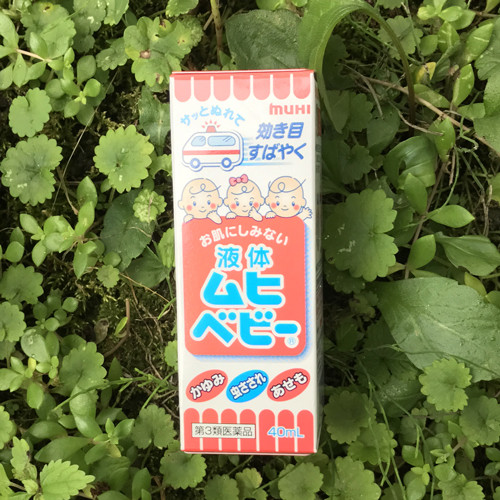 muHI
サッとぬれて
効き目
すばやく
お肌にしみない
液体
ムヒ
ベビー®
かゆみ 虫さされ あせも
第3類医薬品 40mL